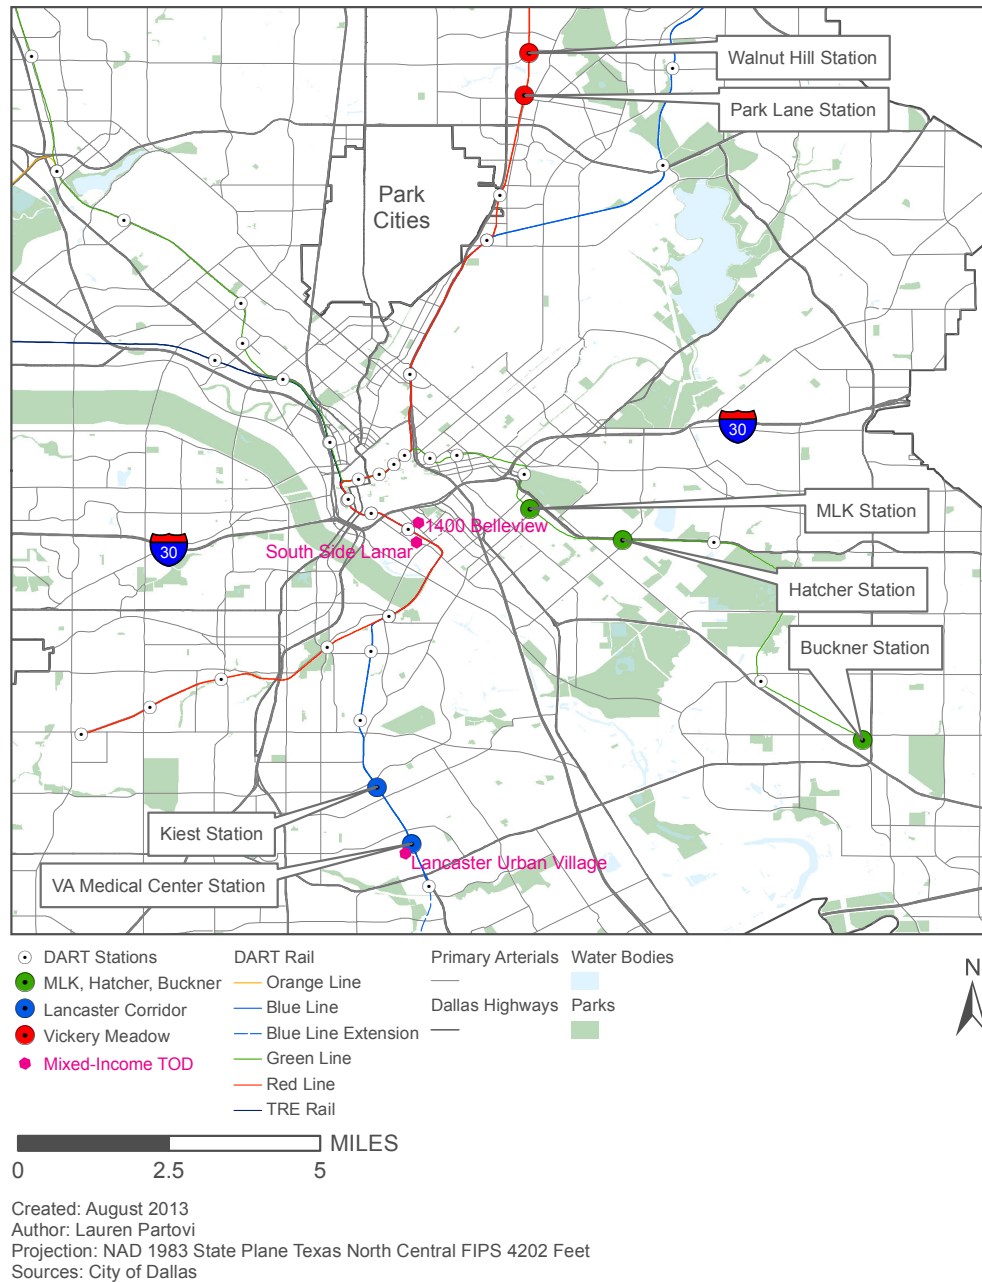 Walnut Hill Station
Park Lane Station
Park
Cities
30
MLK Station
1400 Belleview
South Side Lamar
30
Hatcher Station
Buckner Station
Kiest Station
Lancaster Urban Village
VA Medical Center Station
DART Stations
MLK, Hatcher, Buckner
Lancaster Corridor
Vickery Meadow
Mixed-Income TOD
DART Rail
Orange Line
Blue Line
Blue Line Extension
Green Line
Red Line
TRE Rail
Primary Arterials
Dallas Highways
Water Bodies
Parks
N
MILES
0 2.5 5
Created: August 2013
Author: Lauren Partovi
Projection: NAD 1983 State Plane Texas North Central FIPS 4202 Feet
Sources: City of Dallas